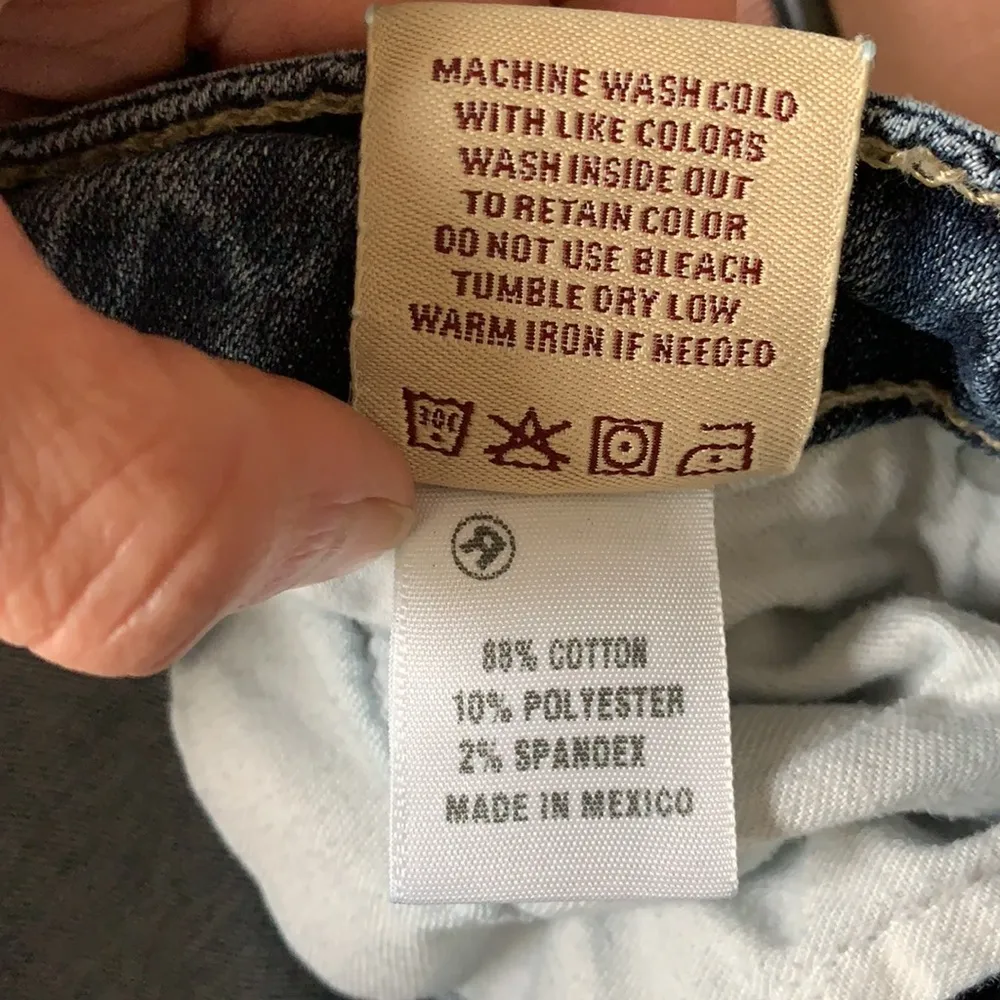 MACHINE WASH COLD
WITH LIKE COLORS
WASH INSIDE OUT
TO RETAIN COLOR
DO NOT USE BLEACH
TUMBLE DRY LOW
WARM IRON IF NEEDED
30C
88% COTTON
10% POLYESTER
2% SPANDEX
MADE IN MEXICO